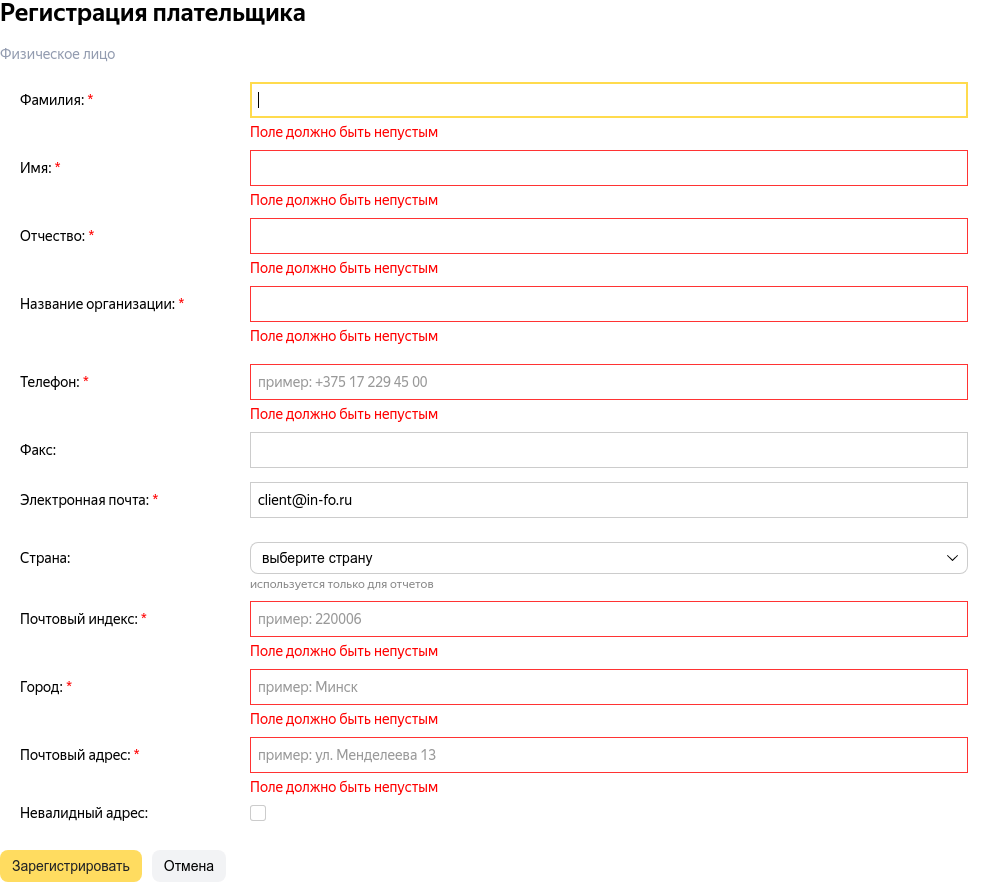 Регистрация плательщика
Физическое лицо
Фамилия: *
Поле должно быть непустым
Имя: *
Поле должно быть непустым
Отчество: *
Поле должно быть непустым
Название организации: *
Поле должно быть непустым
Телефон: * пример: +375 17 229 45 00
Поле должно быть непустым
Факс:
Электронная почта: * client@in-fo.ru
Страна: выберите страну
используется только для отчетов
Почтовый индекс: * пример: 220006
Поле должно быть непустым
Город: * пример: Минск
Поле должно быть непустым
Почтовый адрес: * пример: ул. Менделеева 13
Поле должно быть непустым
Невалидный адрес:
Зарегистрировать Отмена